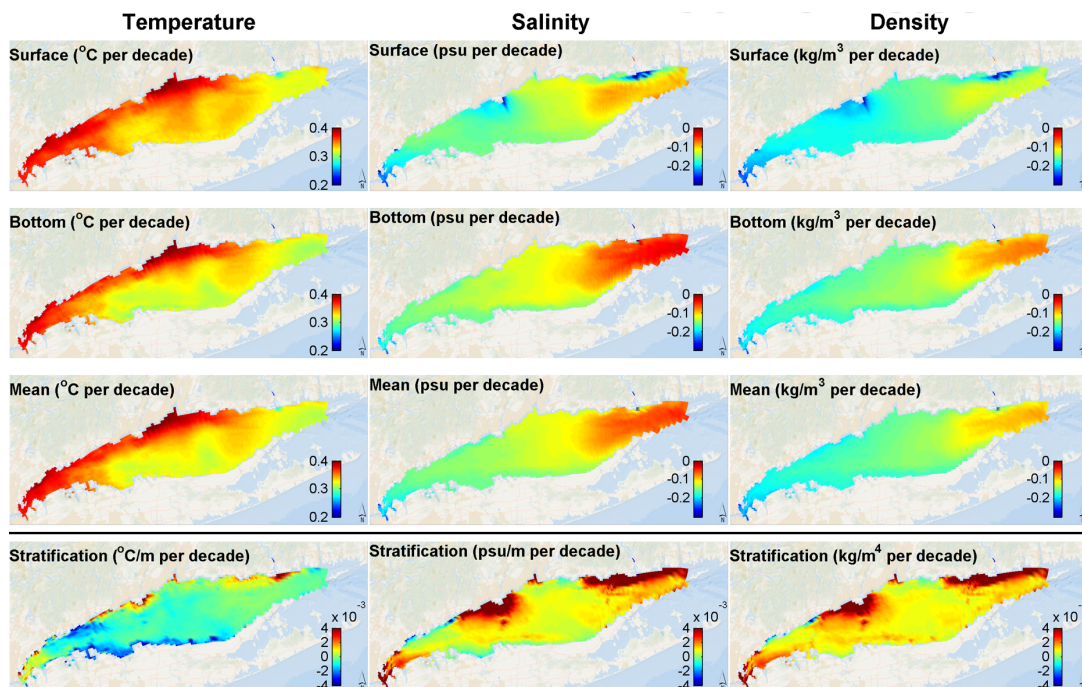 Temperature Salinity Density
Surface (°C per decade) Surface (psu per decade) Surface (kg/m³ per decade)
0.4 0 0
0.3 -0.1 -0.1
0.2 -0.2 -0.2
Bottom (°C per decade) Bottom (psu per decade) Bottom (kg/m³ per decade)
0.4 0 0
0.3 -0.1 -0.1
0.2 -0.2 -0.2
Mean (°C per decade) Mean (psu per decade) Mean (kg/m³ per decade)
0.4 0 0
0.3 -0.1 -0.1
0.2 -0.2 -0.2
Stratification (°C/m per decade) Stratification (psu/m per decade) Stratification (kg/m⁴ per decade)
x 10⁻³ x 10⁻³ x 10⁻³
4 4 4
2 2 2
0 0 0
-2 -2 -2
-4 -4 -4